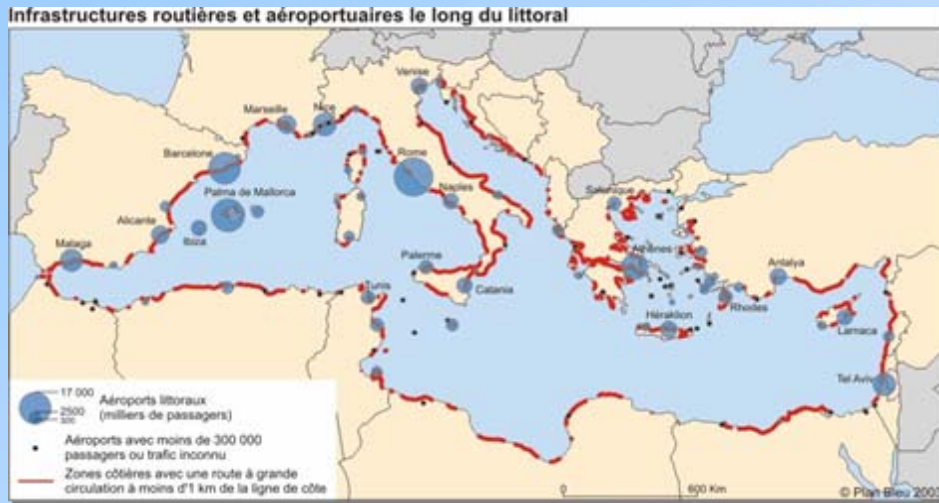 Infrastructures routières et aéroportuaires le long du littoral
Venise
Marseille
Nice
Barcelone
Rome
Palma de Mallorca
Naples
Salonique
Alicante
Ibiza
Athènes
Malaga
Palerme
Antalya
Tunis
Catania
Rhodes
Héraklion
Larnaca
Tel Aviv
17 000
2500
300
Aéroports littoraux
(milliers de passagers)
Aéroports avec moins de 300 000
passagers ou trafic inconnu
Zones côtières avec une route à grande
circulation à moins d'1 km de la ligne de côte
0
600 Km
© Plan Bleu